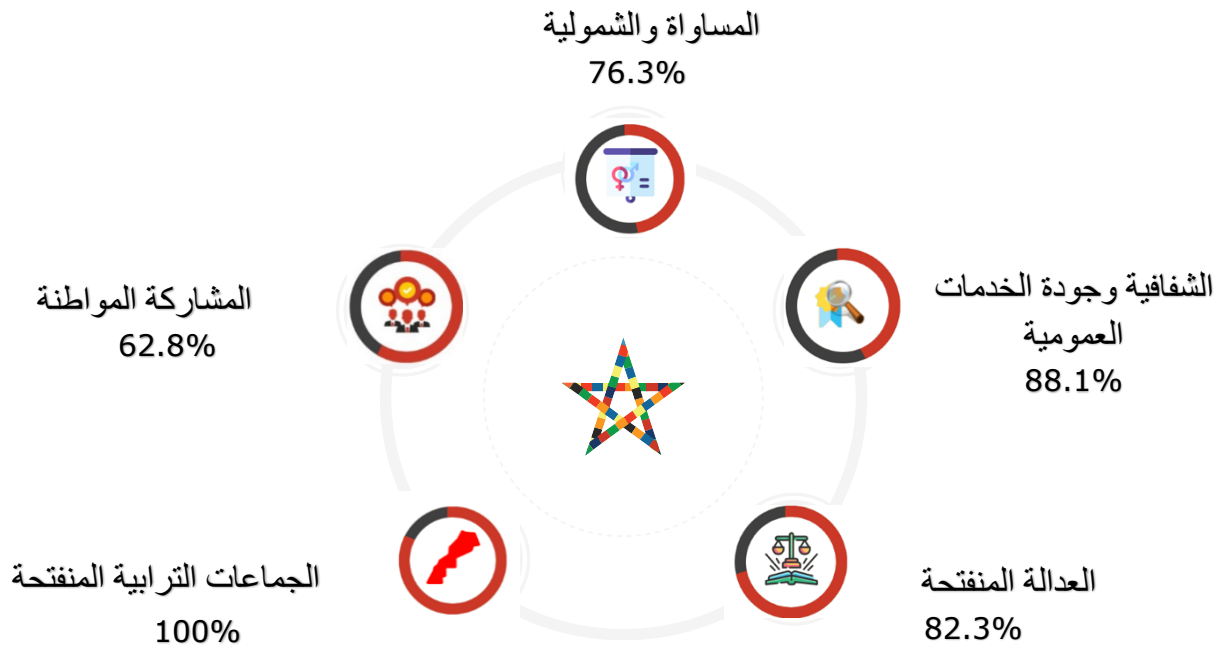 المساواة والشمولية
76.3%
الشفافية وجودة الخدمات
العمومية
88.1%
المشاركة المواطنة
62.8%
العدالة المنفتحة
82.3%
الجماعات الترابية المنفتحة
100%